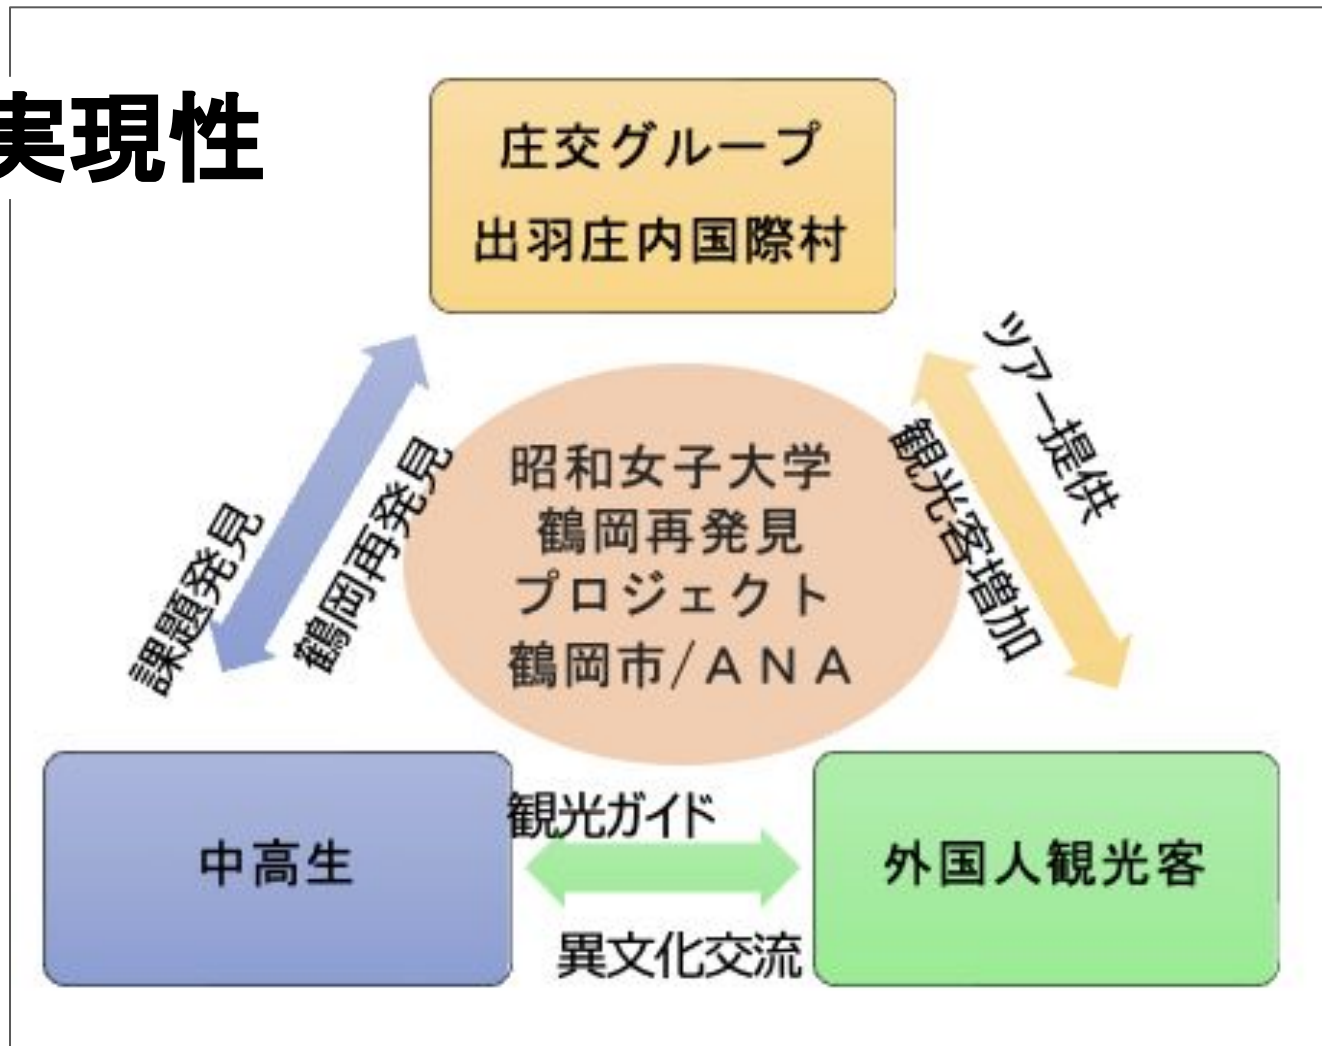 実現性
庄交グループ
出羽庄内国際村
ツアー提供
観光客増加
課題発見
鶴岡再発見
昭和女子大学
鶴岡再発見
プロジェクト
鶴岡市/ＡＮＡ
中高生
観光ガイド
異文化交流
外国人観光客